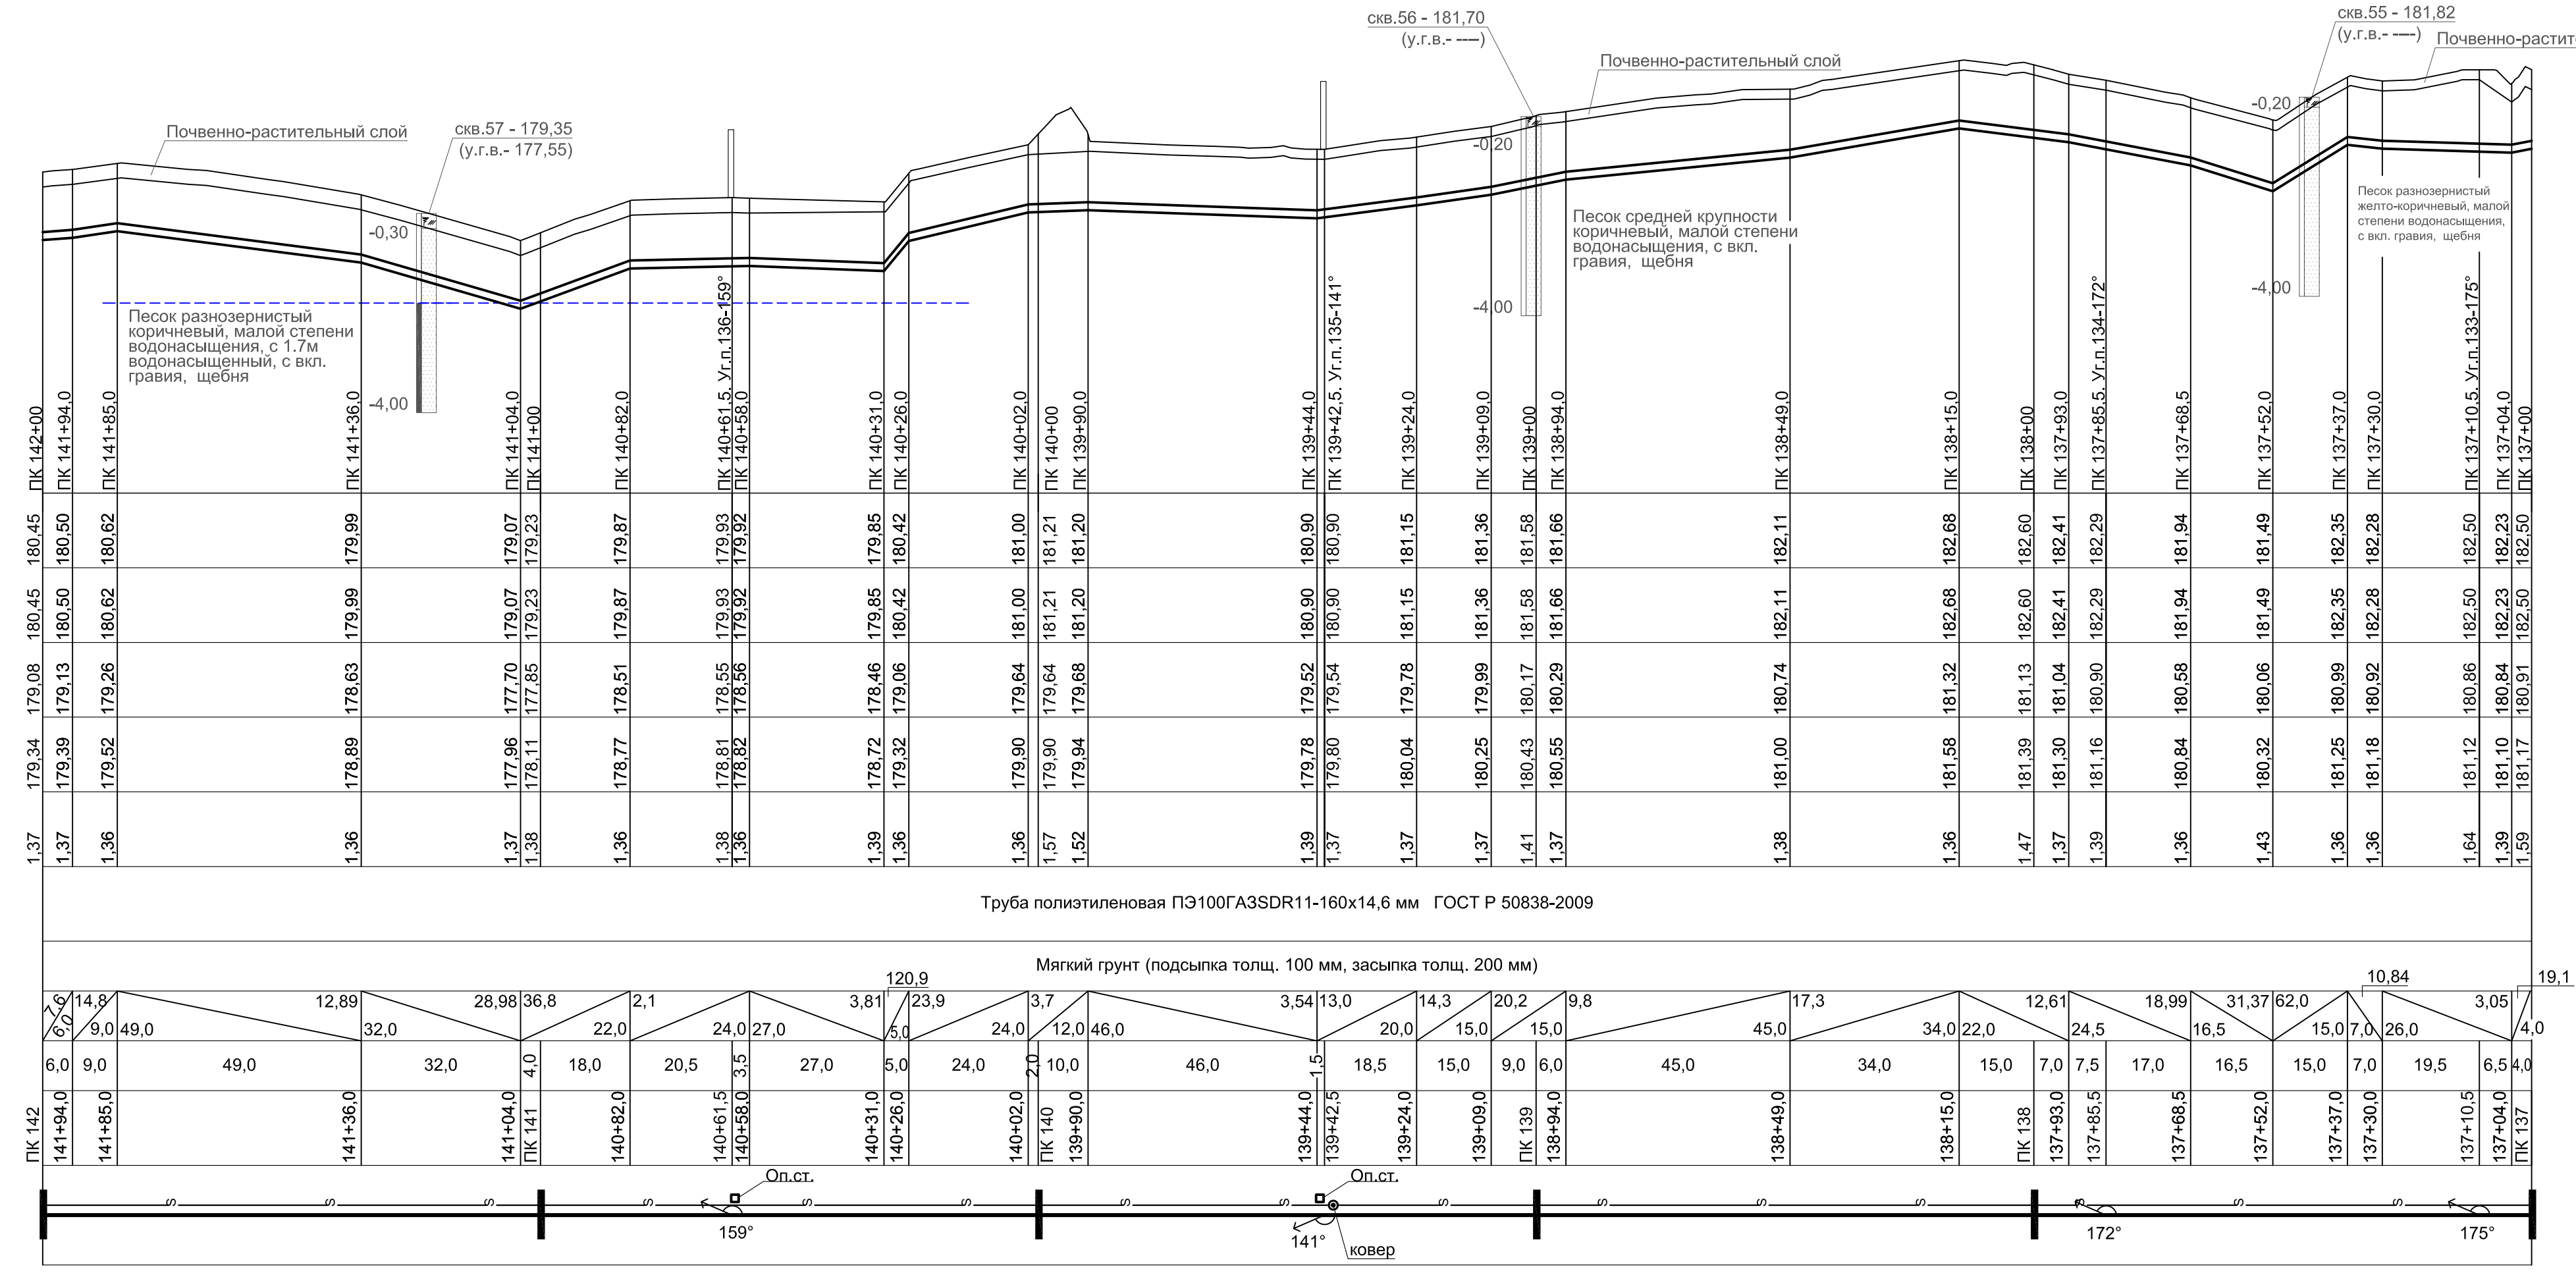 скв.56 - 181,70
(у.г.в.- ----)
скв.55 - 181,82
(у.г.в.- ----)
Почвенно-растит
Почвенно-растительный слой
Почвенно-растительный слой
скв.57 - 179,35
(у.г.в.- 177,55)
-0,20
-0,20
-0,30
-4,00
-4,00
-4,00
Песок разнозернистый
коричневый, малой степени
водонасыщения, с 1.7м
водонасыщенный, с вкл.
гравия, щебня
Песок средней крупности
коричневый, малой степени
водонасыщения, с вкл.
гравия, щебня
Песок разнозернистый
желто-коричневый, малой
степени водонасыщения,
с вкл. гравия, щебня
ПК 142+00
ПК 141+94,0
ПК 141+85,0
ПК 141+36,0
ПК 141+04,0
ПК 141+00
ПК 140+82,0
ПК 140+61,5. Уг.п.136-159°
ПК 140+58,0
ПК 140+31,0
ПК 140+26,0
ПК 140+02,0
ПК 140+00
ПК 139+90,0
ПК 139+44,0
ПК 139+42,5. Уг.п.135-141°
ПК 139+24,0
ПК 139+09,0
ПК 139+00
ПК 138+94,0
ПК 138+49,0
ПК 138+15,0
ПК 138+00
ПК 137+93,0
ПК 137+85,5. Уг.п.134-172°
ПК 137+68,5
ПК 137+52,0
ПК 137+37,0
ПК 137+30,0
ПК 137+10,5. Уг.п.133-175°
ПК 137+04,0
ПК 137+00
180,45 180,50 180,62 179,99 179,07 179,23 179,87 179,93 179,92 179,85 180,42 181,00 181,21 181,20 180,90 180,90 181,15 181,36 181,58 181,66 182,11 182,68 182,60 182,41 182,29 181,94 181,49 182,35 182,28 182,50 182,23 182,50
180,45 180,50 180,62 179,99 179,07 179,23 179,87 179,93 179,92 179,85 180,42 181,00 181,21 181,20 180,90 180,90 181,15 181,36 181,58 181,66 182,11 182,68 182,60 182,41 182,29 181,94 181,49 182,35 182,28 182,50 182,23 182,50
179,08 179,13 179,26 178,63 177,70 177,85 178,51 178,55 178,56 178,46 179,06 179,64 179,64 179,68 179,52 179,54 179,78 179,99 180,17 180,29 180,74 181,32 181,13 181,04 180,90 180,58 180,06 180,99 180,92 180,86 180,84 180,91
179,34 179,39 179,52 178,89 177,96 178,11 178,77 178,81 178,82 178,72 179,32 179,90 179,90 179,94 179,78 179,80 180,04 180,25 180,43 180,55 181,00 181,58 181,39 181,30 181,16 180,84 180,32 181,25 181,18 181,12 181,10 181,17
1,37 1,37 1,36 1,36 1,37 1,38 1,36 1,38 1,36 1,39 1,36 1,36 1,57 1,52 1,39 1,37 1,37 1,37 1,41 1,37 1,38 1,36 1,47 1,37 1,39 1,36 1,43 1,36 1,36 1,64 1,39 1,59
Труба полиэтиленовая ПЭ100ГАЗSDR11-160х14,6 мм ГОСТ Р 50838-2009
Мягкий грунт (подсыпка толщ. 100 мм, засыпка толщ. 200 мм)
120,9 10,84 19,1
7,6 14,8 12,89 28,98 36,8 2,1 3,81 23,9 3,7 3,54 13,0 14,3 20,2 9,8 17,3 12,61 18,99 31,37 62,0 3,05
6,0 9,0 49,0 32,0 22,0 24,0 27,0 5,0 24,0 12,0 46,0 20,0 15,0 15,0 45,0 34,0 22,0 24,5 16,5 15,0 7,0 26,0 4,0
6,0 9,0 49,0 32,0 4,0 18,0 20,5 3,5 27,0 5,0 24,0 2,0 10,0 46,0 1,5 18,5 15,0 9,0 6,0 45,0 34,0 15,0 7,0 7,5 17,0 16,5 15,0 7,0 19,5 6,5 4,0
ПК 142 141+94,0 141+85,0 141+36,0 141+04,0 ПК 141 140+82,0 140+61,5 140+58,0 140+31,0 140+26,0 140+02,0 ПК 140 139+90,0 139+44,0 139+42,5 139+24,0 139+09,0 ПК 139 138+94,0 138+49,0 138+15,0 ПК 138 137+93,0 137+85,5 137+68,5 137+52,0 137+37,0 137+30,0 137+10,5 137+04,0 ПК 137
Оп.ст. Оп.ст.
S S S S S S S S S S S S S S S
159° 141° 172° 175°
ковер